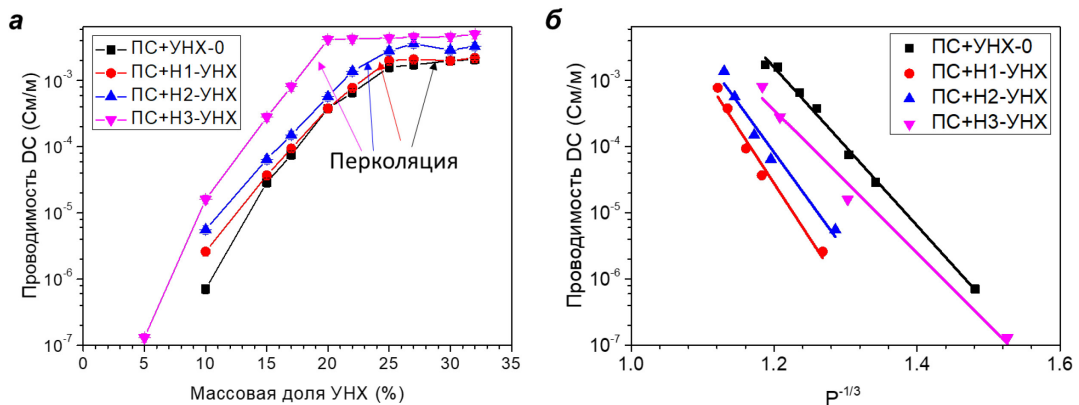 а
ПС+УНХ-0
ПС+Н1-УНХ
ПС+Н2-УНХ
ПС+Н3-УНХ
Перколяция
Проводимость DC (См/м)
10⁻³
10⁻⁴
10⁻⁵
10⁻⁶
10⁻⁷
0 5 10 15 20 25 30 35
Массовая доля УНХ (%)
б
ПС+УНХ-0
ПС+Н1-УНХ
ПС+Н2-УНХ
ПС+Н3-УНХ
Проводимость DC (См/м)
10⁻³
10⁻⁴
10⁻⁵
10⁻⁶
10⁻⁷
1.0 1.2 1.4 1.6
P⁻¹/³